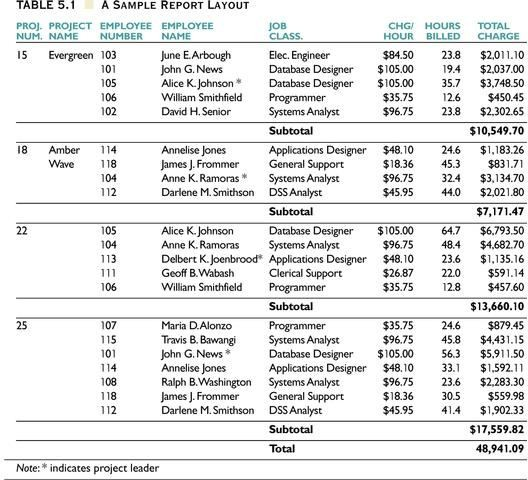 TABLE 5.1 A SAMPLE REPORT LAYOUT
PROJ. PROJECT EMPLOYEE EMPLOYEE JOB CHG/ HOURS TOTAL
NUM. NAME NUMBER NAME CLASS. HOUR BILLED CHARGE
15 Evergreen 103 June E. Arbough Elec. Engineer $84.50 23.8 $2,011.10
101 John G. News Database Designer $105.00 19.4 $2,037.00
105 Alice K. Johnson * Database Designer $105.00 35.7 $3,748.50
106 William Smithfield Programmer $35.75 12.6 $450.45
102 David H. Senior Systems Analyst $96.75 23.8 $2,302.65
Subtotal $10,549.70
18 Amber 114 Annelise Jones Applications Designer $48.10 24.6 $1,183.26
Wave 118 James J. Frommer General Support $18.36 45.3 $831.71
104 Anne K. Ramoras * Systems Analyst $96.75 32.4 $3,134.70
112 Darlene M. Smithson DSS Analyst $45.95 44.0 $2,021.80
Subtotal $7,171.47
22 105 Alice K. Johnson Database Designer $105.00 64.7 $6,793.50
104 Anne K. Ramoras Systems Analyst $96.75 48.4 $4,682.70
113 Delbert K. Joenbrood* Applications Designer $48.10 23.6 $1,135.16
111 Geoff B. Wabash Clerical Support $26.87 22.0 $591.14
106 William Smithfield Programmer $35.75 12.8 $457.60
Subtotal $13,660.10
25 107 Maria D. Alonzo Programmer $35.75 24.6 $879.45
115 Travis B. Bawangi Systems Analyst $96.75 45.8 $4,431.15
101 John G. News * Database Designer $105.00 56.3 $5,911.50
114 Annelise Jones Applications Designer $48.10 33.1 $1,592.11
108 Ralph B. Washington Systems Analyst $96.75 23.6 $2,283.30
118 James J. Frommer General Support $18.36 30.5 $559.98
112 Darlene M. Smithson DSS Analyst $45.95 41.4 $1,902.33
Subtotal $17,559.82
Total 48,941.09
Note: * indicates project leader